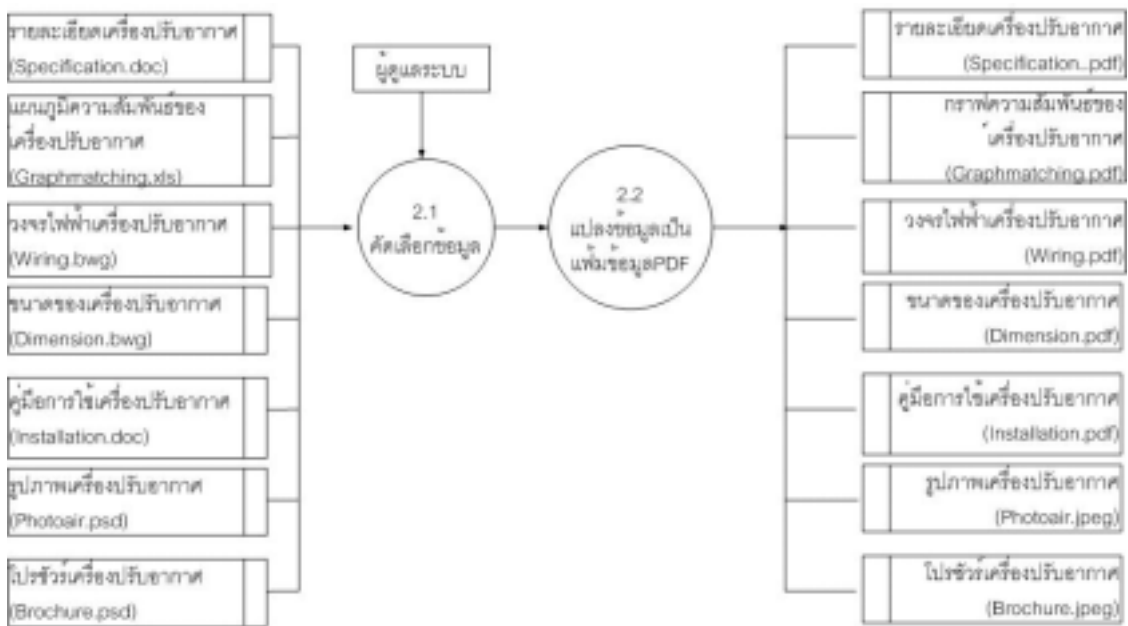 รายละเอียดเครื่องปรับอากาศ
(Specification.doc)
แผนภูมิความสัมพันธ์ของ
เครื่องปรับอากาศ
(Graphmatching.xls)
วงจรไฟฟ้าเครื่องปรับอากาศ
(Wiring.bwg)
ขนาดของเครื่องปรับอากาศ
(Dimension.bwg)
คู่มือการใช้เครื่องปรับอากาศ
(Installation.doc)
รูปภาพเครื่องปรับอากาศ
(Photoair.psd)
โปรชัวร์เครื่องปรับอากาศ
(Brochure.psd)
ผู้ดูแลระบบ
2.1
คัดเลือกข้อมูล
2.2
แปลงข้อมูลเป็น
แฟ้มข้อมูลPDF
รายละเอียดเครื่องปรับอากาศ
(Specification..pdf)
กราฟความสัมพันธ์ของ
เครื่องปรับอากาศ
(Graphmatching.pdf)
วงจรไฟฟ้าเครื่องปรับอากาศ
(Wiring.pdf)
ขนาดของเครื่องปรับอากาศ
(Dimension.pdf)
คู่มือการใช้เครื่องปรับอากาศ
(Installation.pdf)
รูปภาพเครื่องปรับอากาศ
(Photoair.jpeg)
โปรชัวร์เครื่องปรับอากาศ
(Brochure.jpeg)